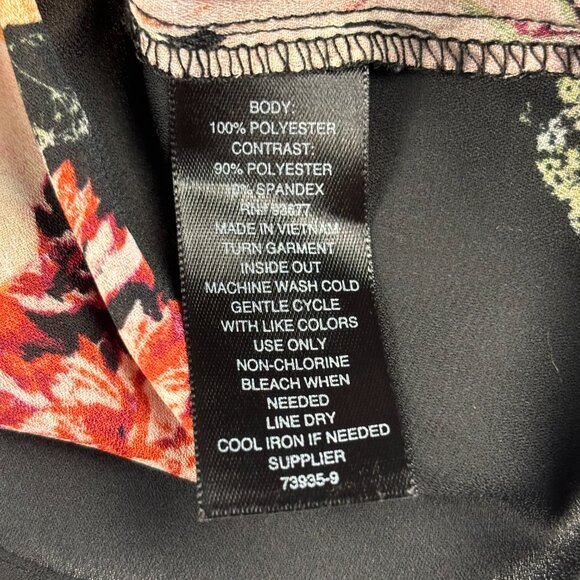 BODY:
100% POLYESTER
CONTRAST:
90% POLYESTER
10% SPANDEX
RN# 93677
MADE IN VIETNAM
TURN GARMENT
INSIDE OUT
MACHINE WASH COLD
GENTLE CYCLE
WITH LIKE COLORS
USE ONLY
NON-CHLORINE
BLEACH WHEN
NEEDED
LINE DRY
COOL IRON IF NEEDED
SUPPLIER
73935-9